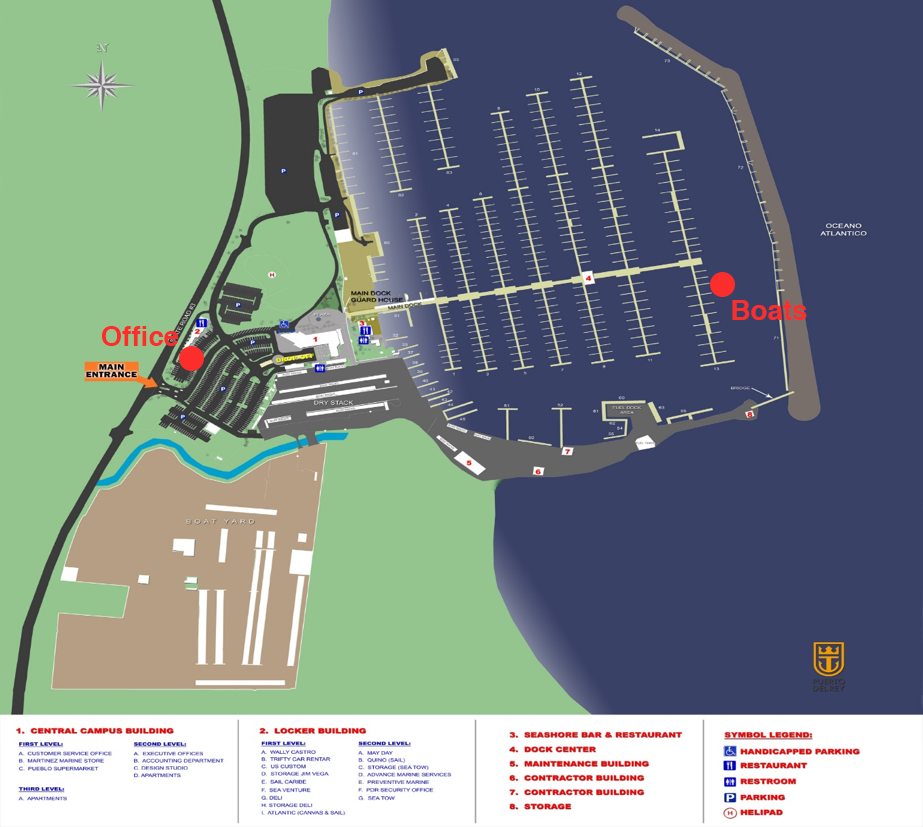 N
OCEANO
ATLANTICO
MAIN DOCK
GUARD HOUSE
MAIN DOCK
Office
Boats
MAIN
ENTRANCE
DROP-OFF
DRY STACK
FUEL DOCK
AREA
BRIDGE
BOAT YARD
PUERTO
DEL REY
1. CENTRAL CAMPUS BUILDING
FIRST LEVEL:
A. CUSTOMER SERVICE OFFICE
B. MARTINEZ MARINE STORE
C. PUEBLO SUPERMARKET
SECOND LEVEL:
A. EXECUTIVE OFFICES
B. ACCOUNTING DEPARTMENT
C. DESIGN STUDIO
D. APARTMENTS
THIRD LEVEL:
A. APARTMENTS
2. LOCKER BUILDING
FIRST LEVEL:
A. WALLY CASTRO
B. TRIFTY CAR RENTAR
C. US CUSTOM
D. STORAGE JIM VEGA
E. SAIL CARIBE
F. SEA VENTURE
G. DELI
H. STORAGE DELI
I. ATLANTIC (CANVAS & SAIL)
SECOND LEVEL:
A. MAY DAY
B. QUINO (SAIL)
C. STORAGE (SEA TOW)
D. ADVANCE MARINE SERVICES
E. PREVENTIVE MARINE
F. PDR SECURITY OFFICE
G. SEA TOW
3. SEASHORE BAR & RESTAURANT
4. DOCK CENTER
5. MAINTENANCE BUILDING
6. CONTRACTOR BUILDING
7. CONTRACTOR BUILDING
8. STORAGE
SYMBOL LEGEND:
HANDICAPPED PARKING
RESTAURANT
RESTROOM
P PARKING
H HELIPAD